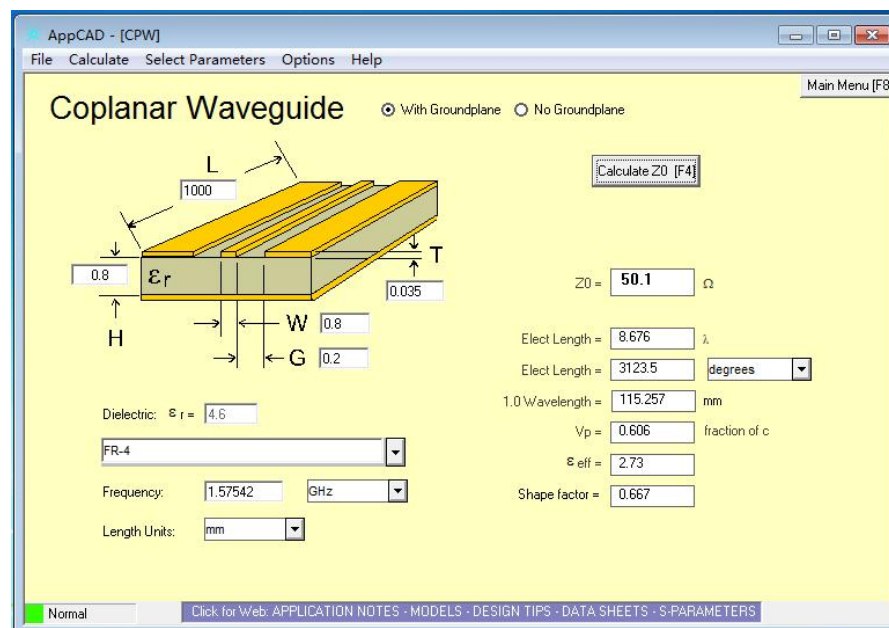 AppCAD - [CPW]
File Calculate Select Parameters Options Help
Main Menu [F8
Coplanar Waveguide
With Groundplane No Groundplane
L
1000
Calculate Z0 [F4]
T
0.8
εr
0.035
Z0 = 50.1 Ω
H
W 0.8
G 0.2
Elect Length = 8.676 λ
Elect Length = 3123.5 degrees
1.0 Wavelength = 115.257 mm
Dielectric: εr = 4.6
Vp = 0.606 fraction of c
FR-4
ε eff = 2.73
Frequency: 1.57542 GHz
Shape factor = 0.667
Length Units: mm
Normal
Click for Web: APPLICATION NOTES - MODELS - DESIGN TIPS - DATA SHEETS - S-PARAMETERS